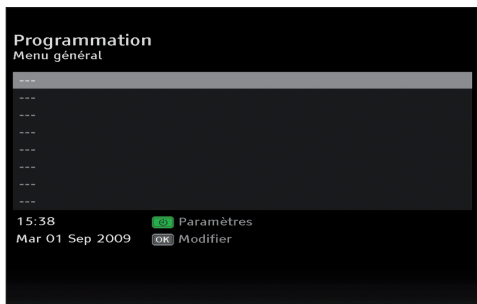 Programmation
Menu général
---
---
---
---
---
---
---
---
15:38 Paramètres
Mar 01 Sep 2009 OK Modifier